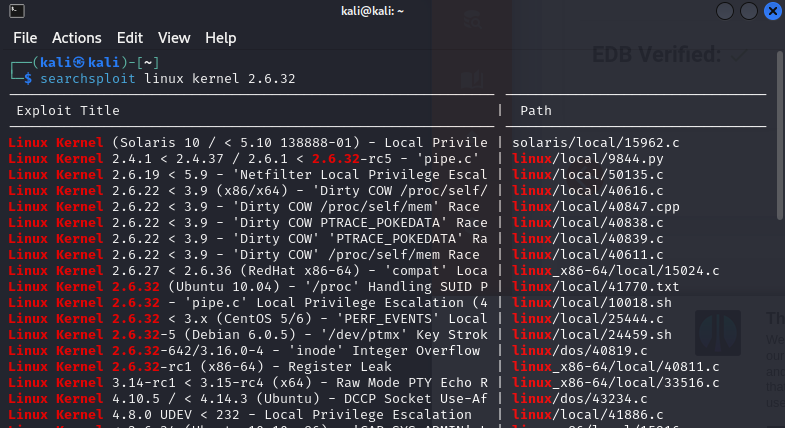 kali@kali: ~
File Actions Edit View Help
EDB Verified:
┌──(kali㉿kali)-[~]
└─$ searchsploit linux kernel 2.6.32
Exploit Title | Path
Linux Kernel (Solaris 10 / < 5.10 138888-01) - Local Privile | solaris/local/15962.c
Linux Kernel 2.4.1 < 2.4.37 / 2.6.1 < 2.6.32-rc5 - 'pipe.c' | linux/local/9844.py
Linux Kernel 2.6.19 < 5.9 - 'Netfilter Local Privilege Escal | linux/local/50135.c
Linux Kernel 2.6.22 < 3.9 (x86/x64) - 'Dirty COW /proc/self/ | linux/local/40616.c
Linux Kernel 2.6.22 < 3.9 - 'Dirty COW /proc/self/mem' Race | linux/local/40847.cpp
Linux Kernel 2.6.22 < 3.9 - 'Dirty COW PTRACE_POKEDATA' Race | linux/local/40838.c
Linux Kernel 2.6.22 < 3.9 - 'Dirty COW' 'PTRACE_POKEDATA' Ra | linux/local/40839.c
Linux Kernel 2.6.22 < 3.9 - 'Dirty COW' /proc/self/mem Race | linux/local/40611.c
Linux Kernel 2.6.27 < 2.6.36 (RedHat x86-64) - 'compat' Loca | linux_x86-64/local/15024.c
Linux Kernel 2.6.32 (Ubuntu 10.04) - '/proc' Handling SUID P | linux/local/41770.txt
Linux Kernel 2.6.32 - 'pipe.c' Local Privilege Escalation (4 | linux/local/10018.sh
Linux Kernel 2.6.32 < 3.x (CentOS 5/6) - 'PERF_EVENTS' Local | linux/local/25444.c
Linux Kernel 2.6.32-5 (Debian 6.0.5) - '/dev/ptmx' Key Strok | linux/local/24459.sh
Linux Kernel 2.6.32-642/3.16.0-4 - 'inode' Integer Overflow | linux/dos/40819.c
Linux Kernel 2.6.32-rc1 (x86-64) - Register Leak | linux_x86-64/local/40811.c
Linux Kernel 3.14-rc1 < 3.15-rc4 (x64) - Raw Mode PTY Echo R | linux_x86-64/local/33516.c
Linux Kernel 4.10.5 / < 4.14.3 (Ubuntu) - DCCP Socket Use-Af | linux/dos/43234.c
Linux Kernel 4.8.0 UDEV < 232 - Local Privilege Escalation | linux/local/41886.c